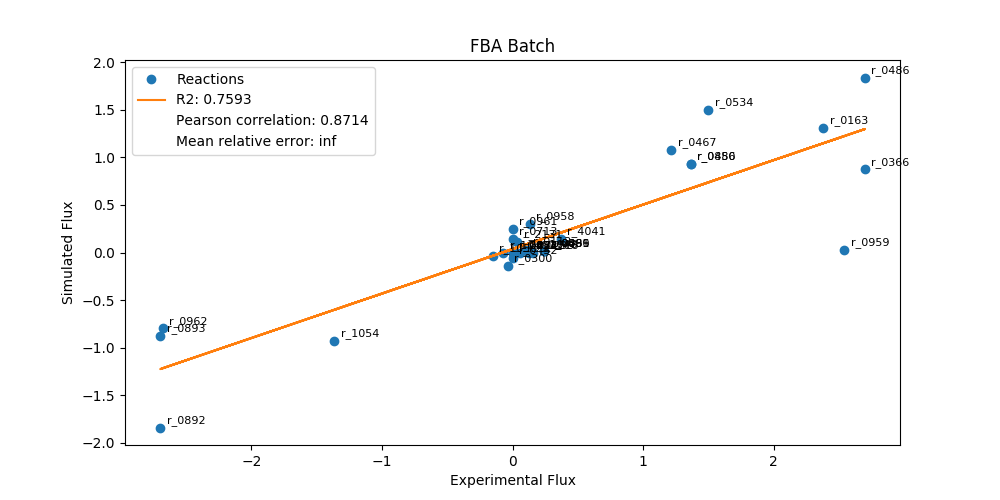 FBA Batch
Reactions
R2: 0.7593
Pearson correlation: 0.8714
Mean relative error: inf
2.0
1.5
1.0
0.5
0.0
−0.5
−1.0
−1.5
−2.0
Simulated Flux
r_0486
r_0534
r_0163
r_0467
r_0366
r_0958
r_0961
r_0713
r_4041
r_0959
r_0300
r_0962
r_0893
r_1054
r_0892
−2
−1
0
1
2
Experimental Flux